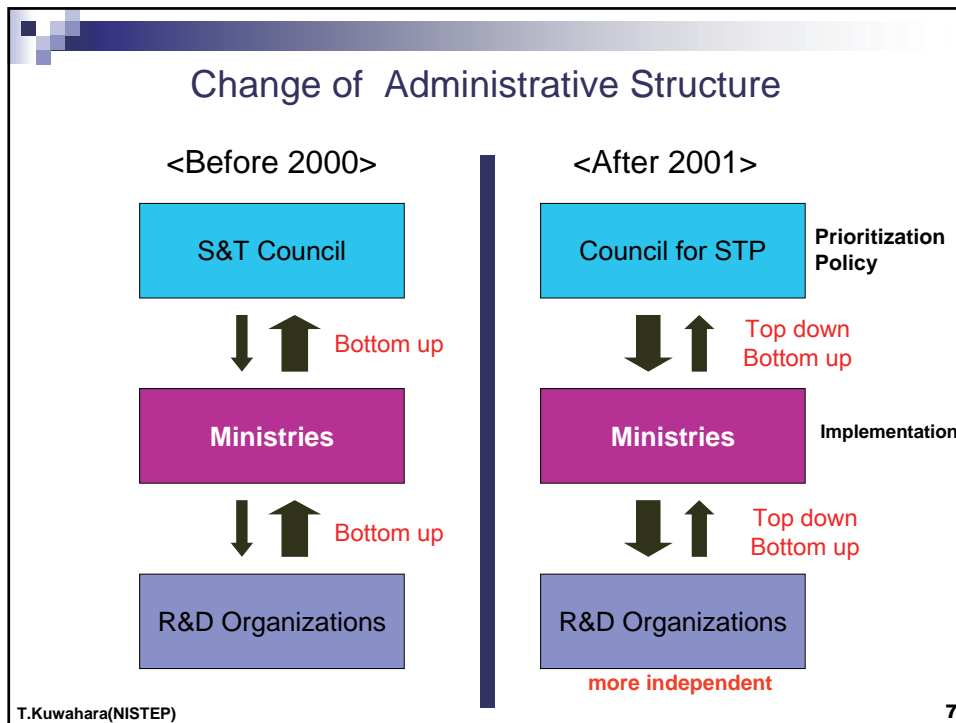 Change of Administrative Structure
<Before 2000>
S&T Council
Bottom up
Ministries
Bottom up
R&D Organizations
<After 2001>
Council for STP
Prioritization
Policy
Top down
Bottom up
Ministries
Implementation
Top down
Bottom up
R&D Organizations
more independent
T.Kuwahara(NISTEP)
7